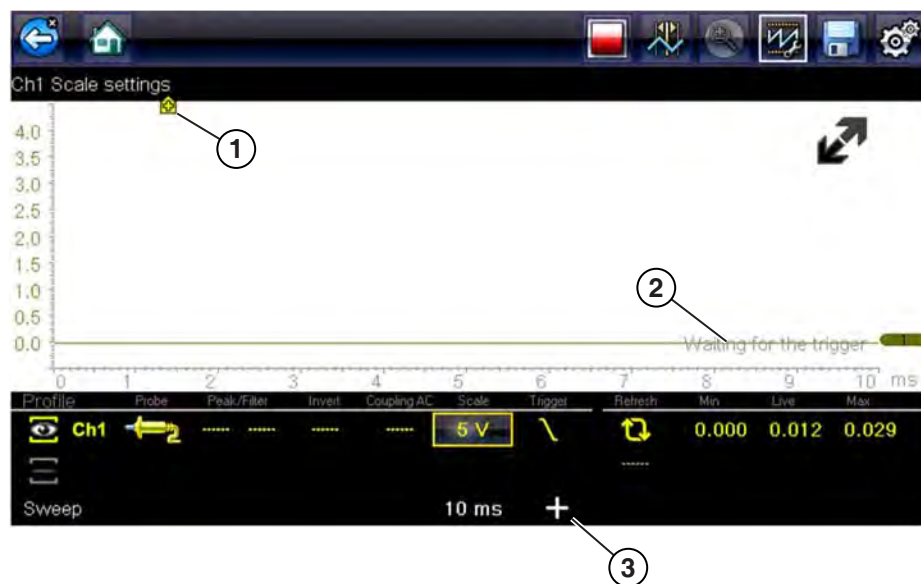 Ch1 Scale settings
1
4.0
3.5
3.0
2.5
2.0
1.5
1.0
0.5
0.0
2
Waiting for the trigger
1
0 1 2 3 4 5 6 7 8 9 10 ms
Profile Probe Peak/Filter Invert Coupling AC Scale Trigger Refresh Min Live Max
Ch1 2 ------ ------ ------ ------ 5 V 0.000 0.012 0.029
------
Sweep 10 ms +
3